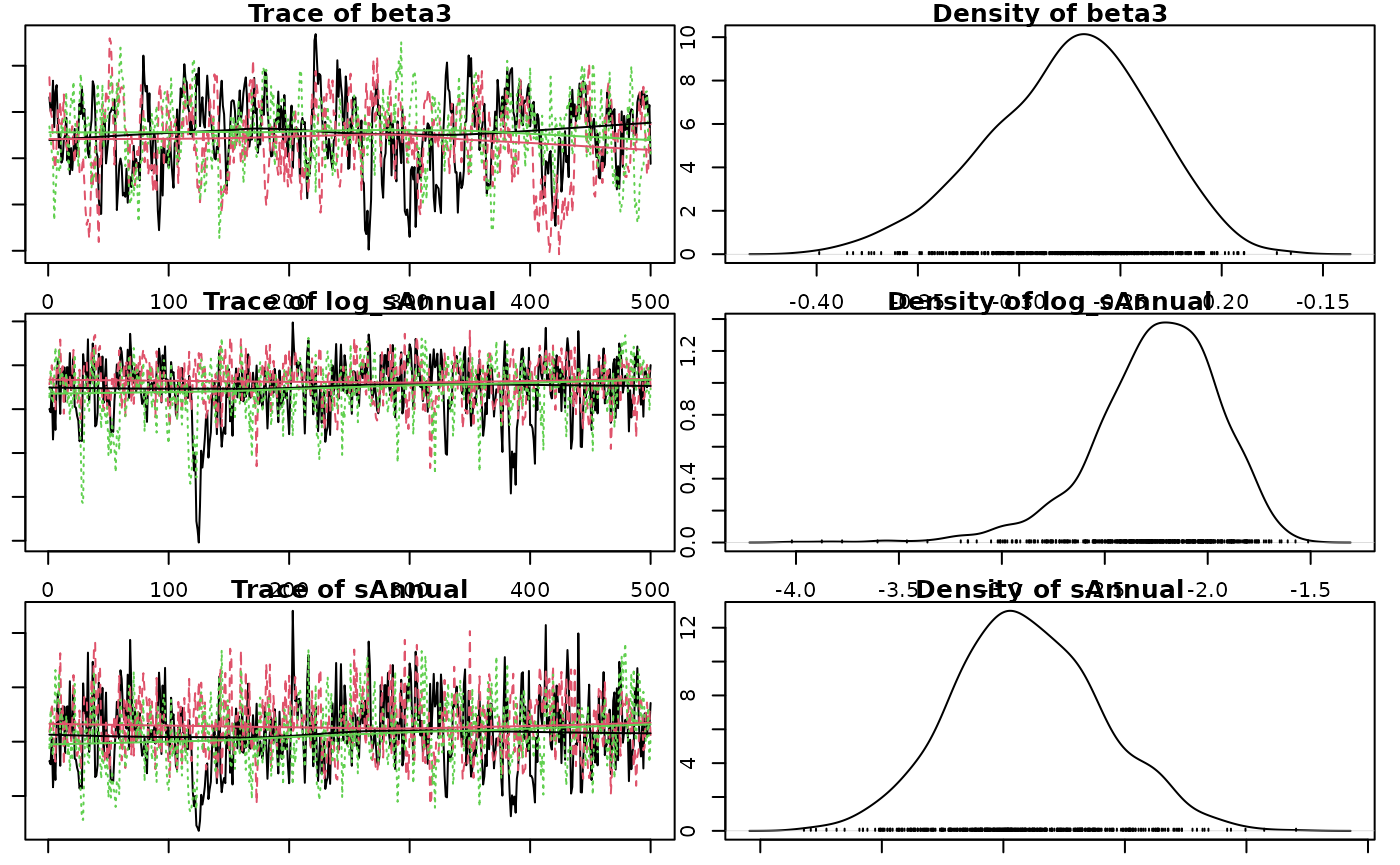 Trace of beta3
Density of beta3
0 2 4 6 8 10
0 100 200 300 400 500
-0.40 -0.35 -0.30 -0.25 -0.20 -0.15
Trace of log_sAnnual
Density of log_sAnnual
0.0 0.4 0.8 1.2
0 100 200 300 400 500
-4.0 -3.5 -3.0 -2.5 -2.0 -1.5
Trace of sAnnual
Density of sAnnual
0 4 8 12